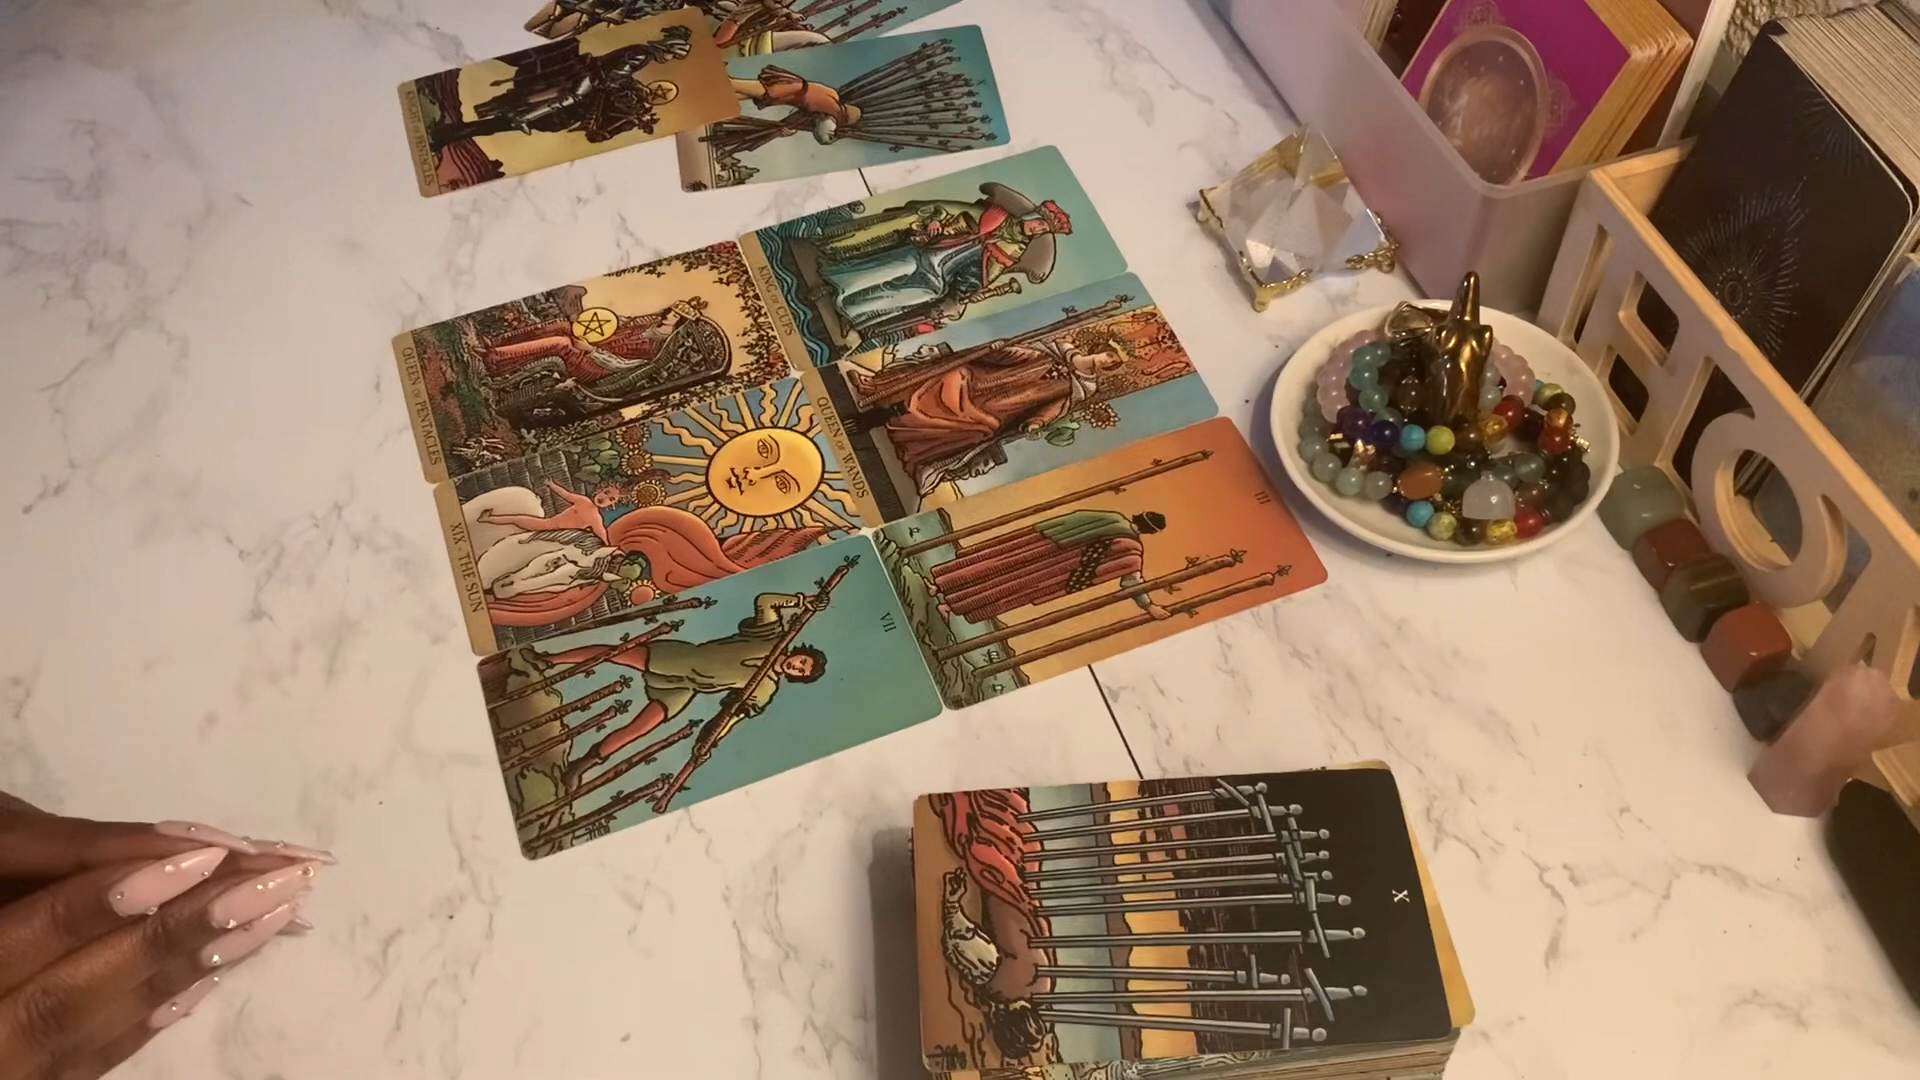 KNIGHT OF PENTACLES
X
KING OF CUPS
QUEEN OF PENTACLES
QUEEN OF WANDS
XIX · THE SUN
III
VII
X